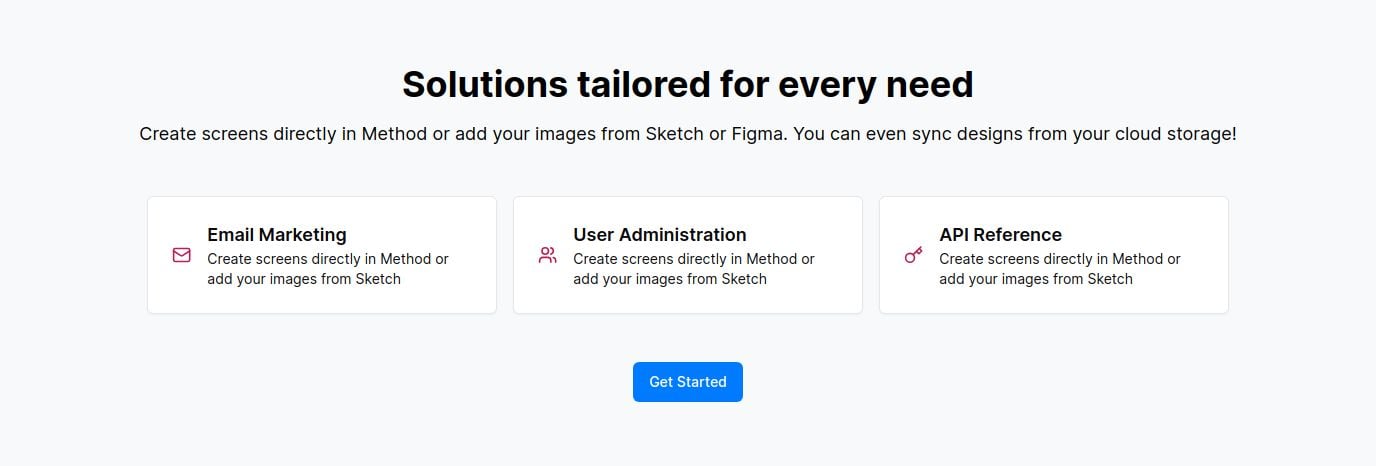 Solutions tailored for every need
Create screens directly in Method or add your images from Sketch or Figma. You can even sync designs from your cloud storage!
Email Marketing
Create screens directly in Method or
add your images from Sketch
User Administration
Create screens directly in Method or
add your images from Sketch
API Reference
Create screens directly in Method or
add your images from Sketch
Get Started